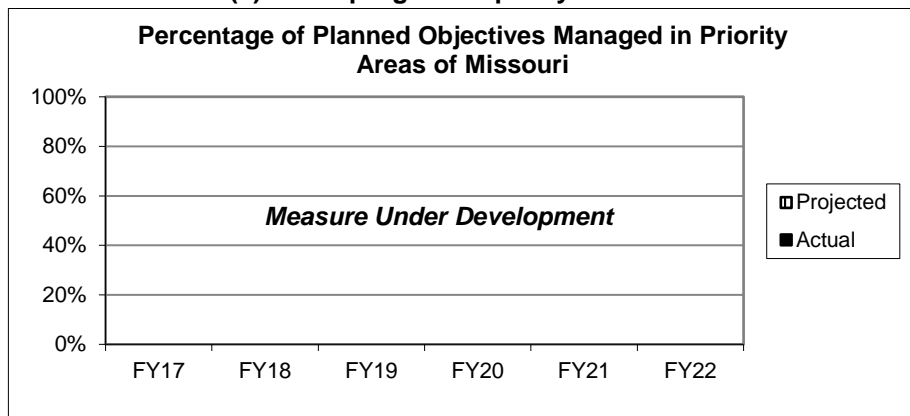 Percentage of Planned Objectives Managed in Priority
Areas of Missouri
100%
80%
60%
40%
20%
0%
Measure Under Development
Projected
Actual
FY17 FY18 FY19 FY20 FY21 FY22